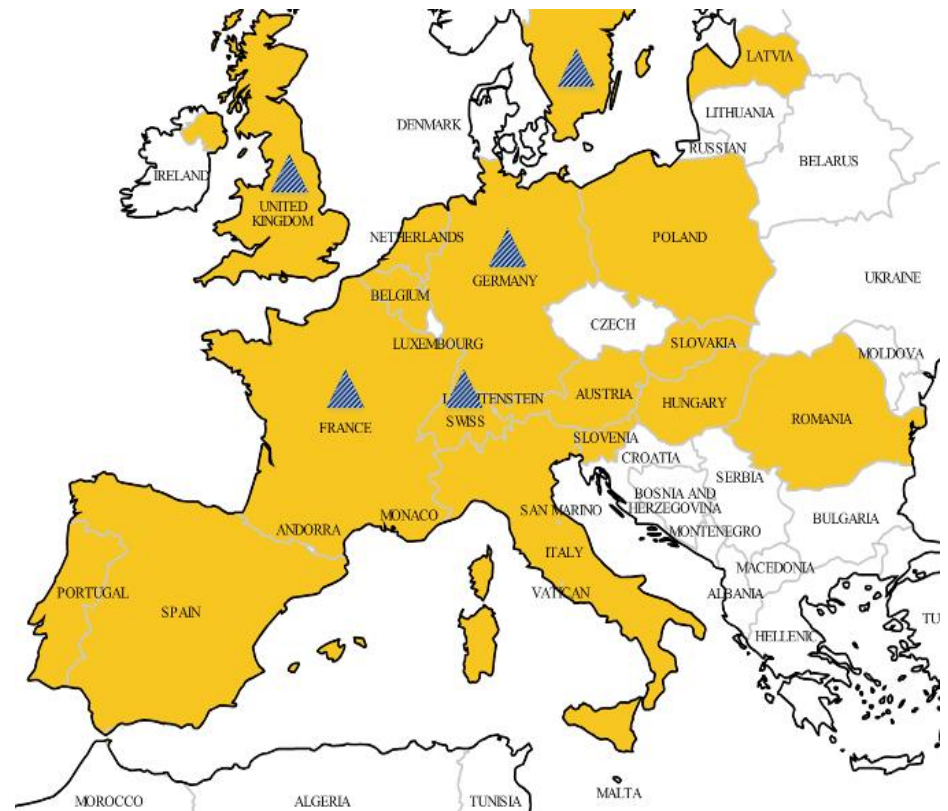 LATVIA
LITHUANIA
DENMARK
RUSSIAN
BELARUS
IRELAND
UNITED
KINGDOM
NETHERLANDS
POLAND
GERMANY
UKRAINE
BELGIUM
CZECH
LUXEMBOURG
SLOVAKIA
MOLDOVA
AUSTRIA
TENSTEIN
HUNGARY
SWISS
ROMANIA
FRANCE
SLOVENIA
CROATIA
SERBIA
BOSNIA AND
HERZEGOVINA
SAN MARINO
MONACO
BULGARIA
ANDORRA
MONTENEGRO
ITALY
MACEDONIA
PORTUGAL
VATICAN
ALBANIA
SPAIN
TU
HELLENIC
MALTA
MOROCCO
ALGERIA
TUNISIA